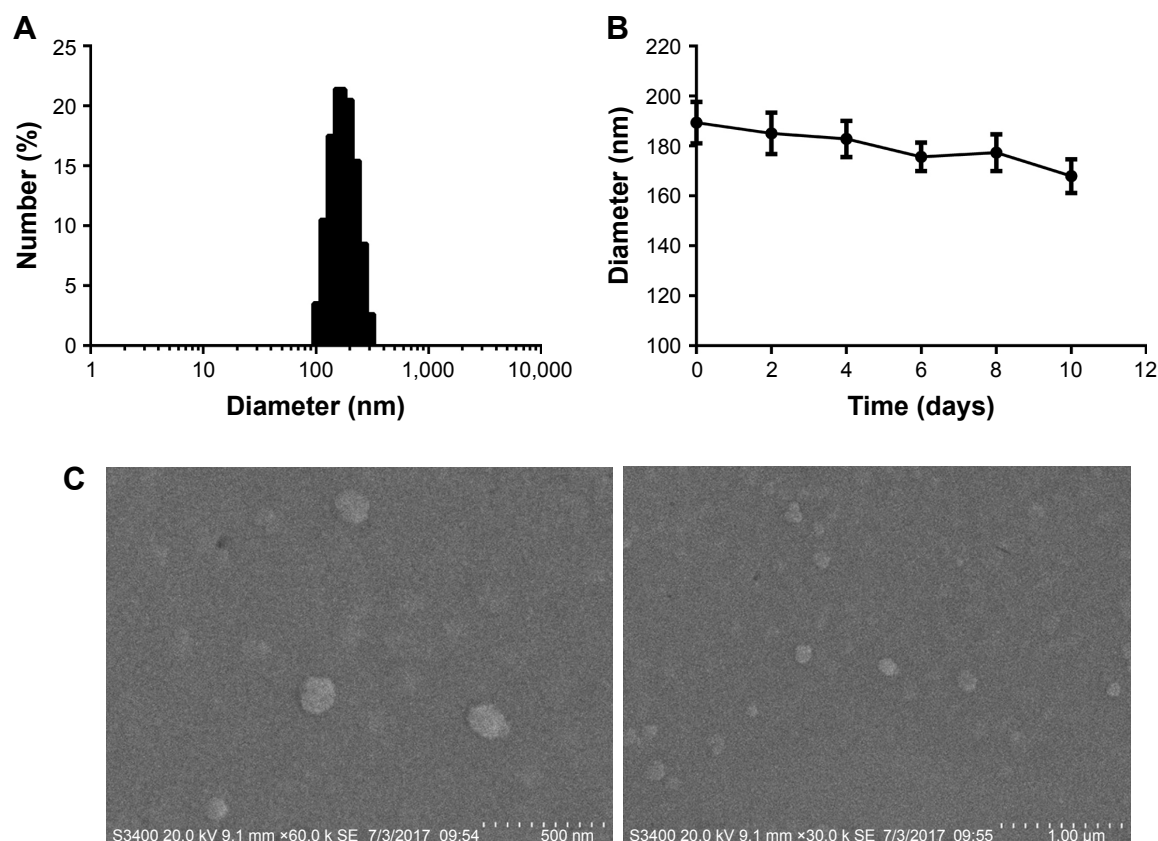 A
25
20
15
10
5
0
Number (%)
1
10
100
1,000
10,000
Diameter (nm)
B
220
200
180
160
140
120
100
Diameter (nm)
0
2
4
6
8
10
12
Time (days)
C
S3400 20.0 kV 9.1 mm ×60.0 k SE 7/3/2017 09:54
500 nm
S3400 20.0 kV 9.1 mm ×30.0 k SE 7/3/2017 09:55
1.00 µm